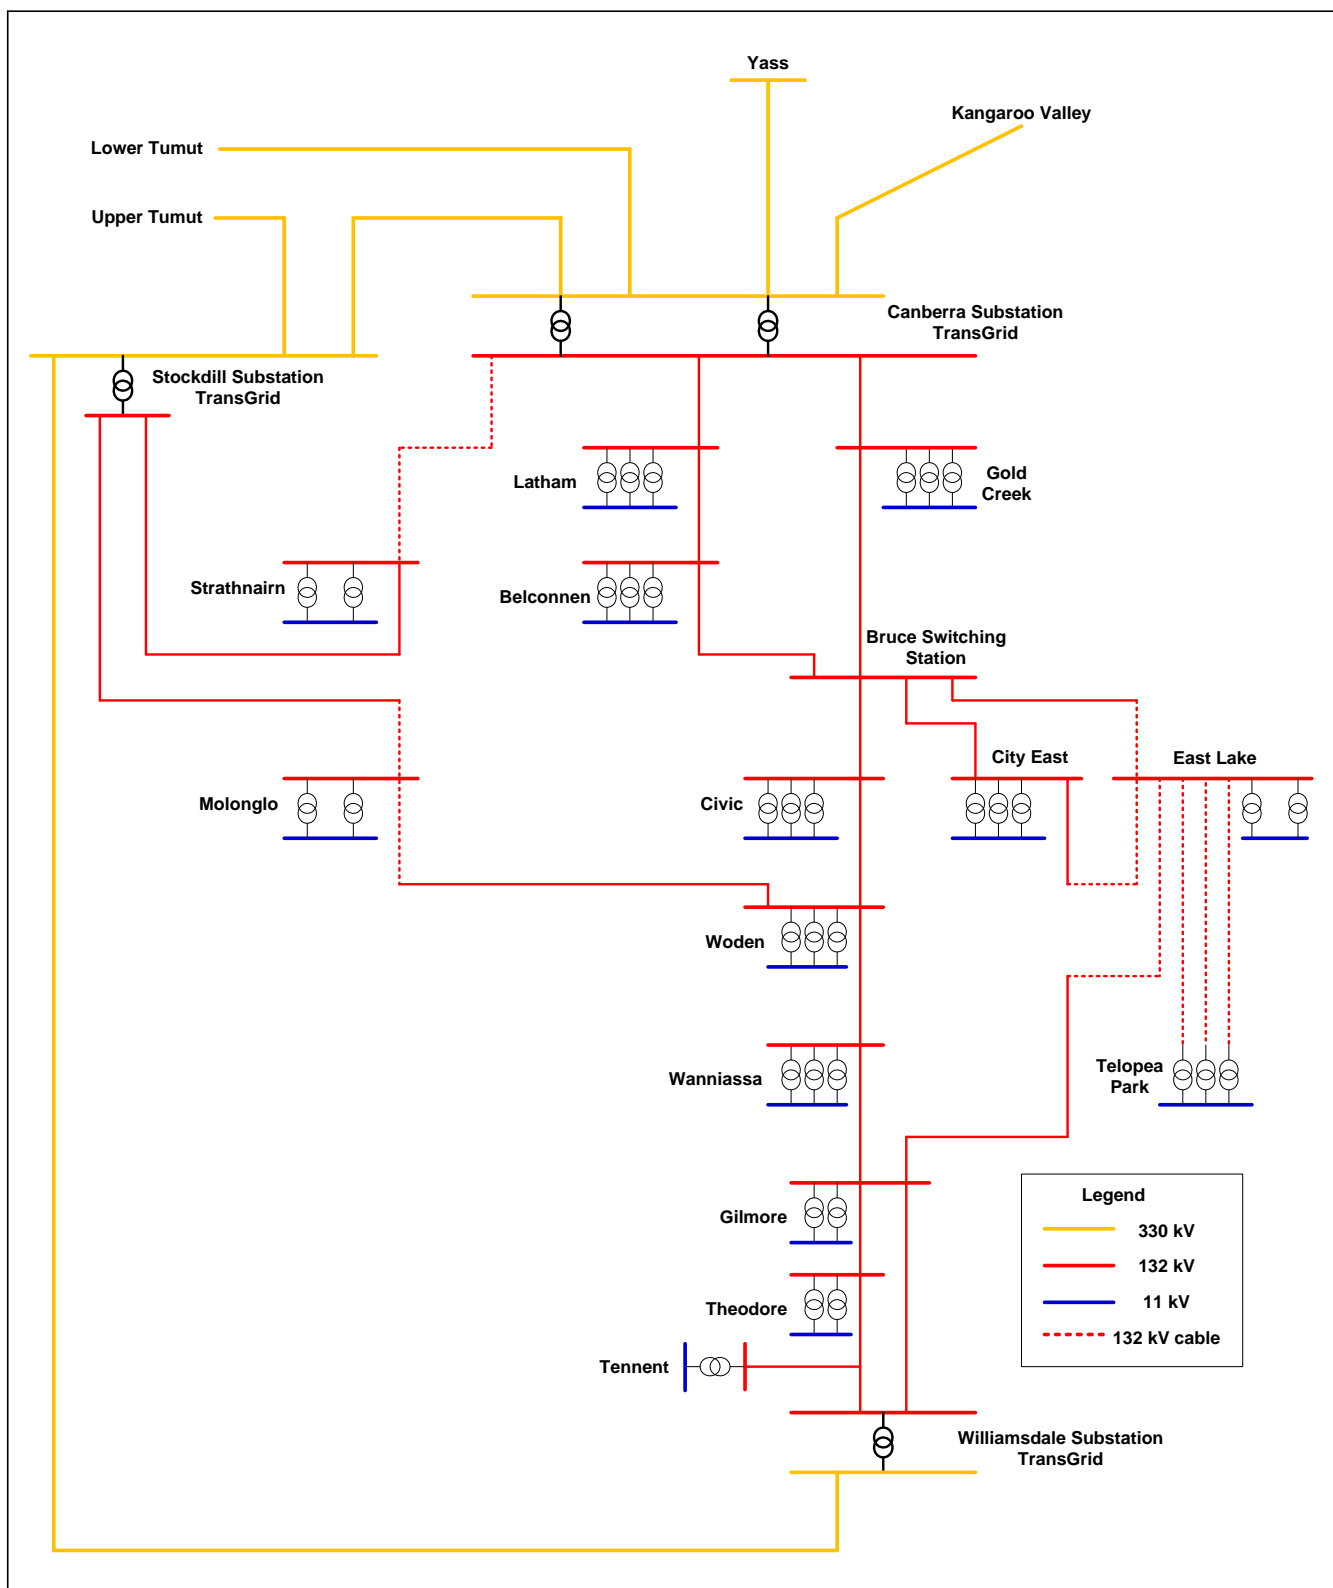 Yass
Kangaroo Valley
Lower Tumut
Upper Tumut
Canberra Substation
TransGrid
Stockdill Substation
TransGrid
Latham
Gold
Creek
Strathnairn
Belconnen
Bruce Switching
Station
City East
East Lake
Molonglo
Civic
Woden
Wanniassa
Telopea
Park
Gilmore
Theodore
Tennent
Legend
330 kV
132 kV
11 kV
132 kV cable
Williamsdale Substation
TransGrid